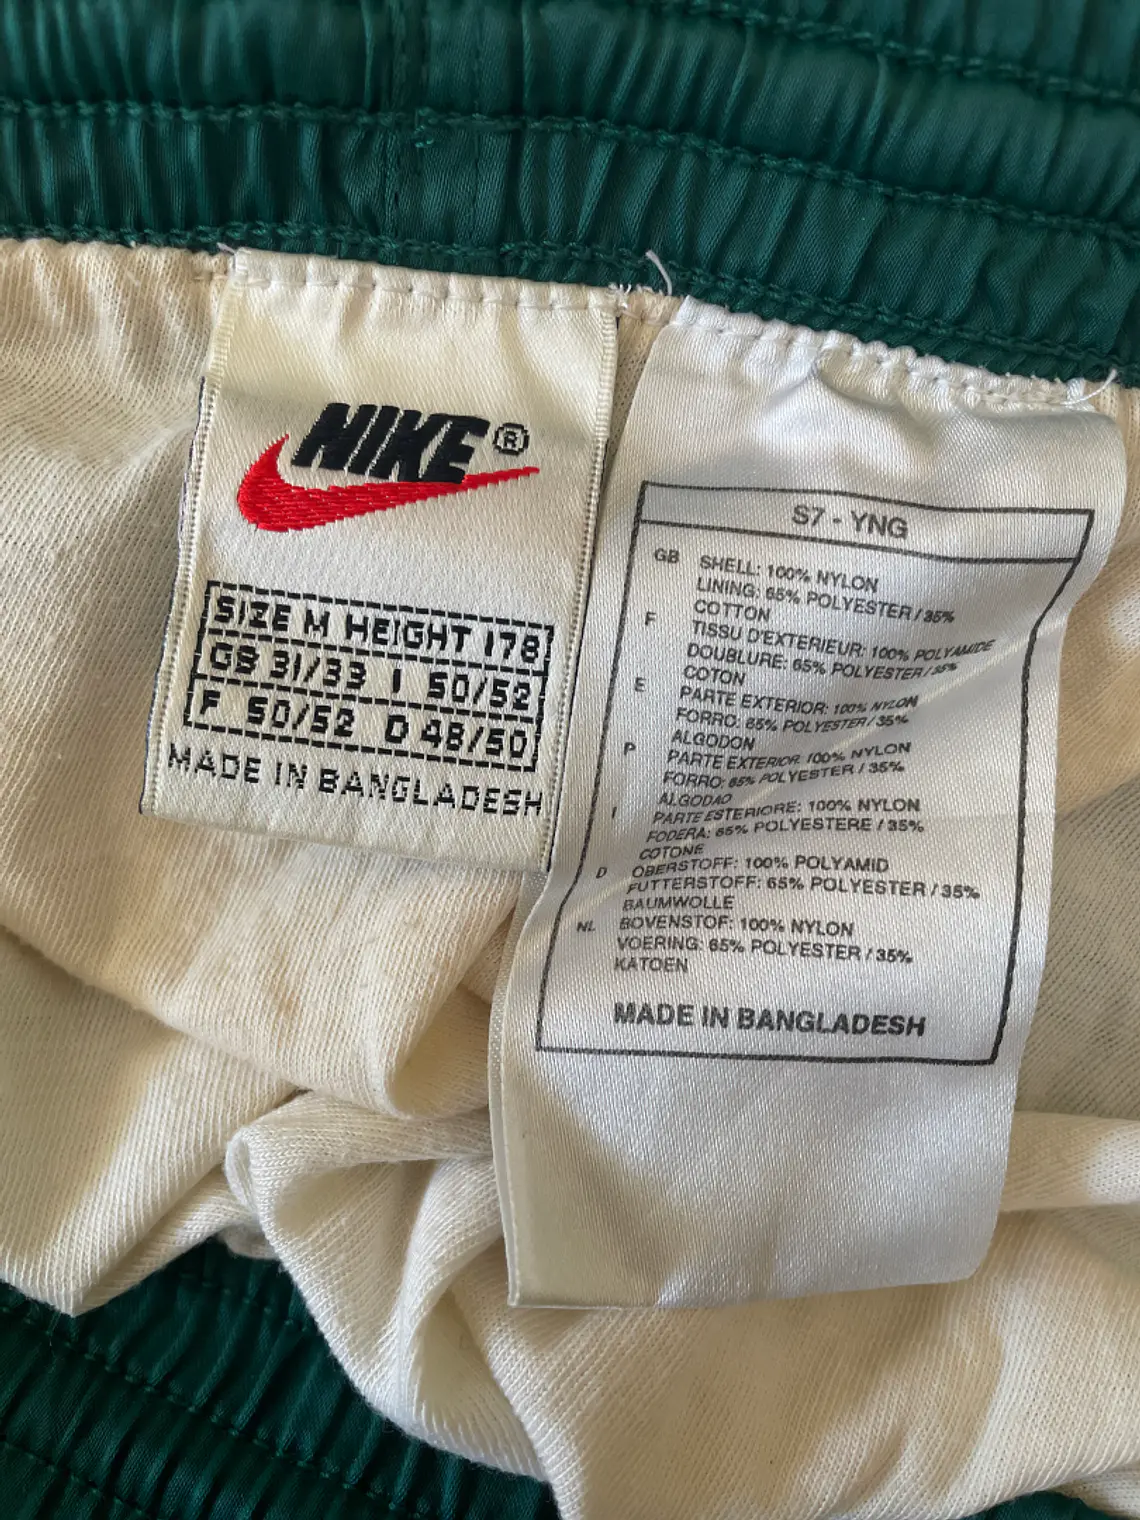 NIKE®
SIZE M HEIGHT 178
GB 31/33 I 50/52
F 50/52 D 48/50
MADE IN BANGLADESH
S7 - YNG
GB SHELL: 100% NYLON
LINING: 65% POLYESTER / 35%
COTTON
F TISSU D'EXTERIEUR: 100% POLYAMIDE
DOUBLURE: 65% POLYESTER / 35%
COTON
E PARTE EXTERIOR: 100% NYLON
FORRO: 65% POLYESTER / 35%
ALGODON
P PARTE EXTERIOR: 100% NYLON
FORRO: 65% POLYESTER / 35%
ALGODAO
I PARTE ESTERIORE: 100% NYLON
FODERA: 65% POLYESTERE / 35%
COTONE
D OBERSTOFF: 100% POLYAMID
FUTTERSTOFF: 65% POLYESTER / 35%
BAUMWOLLE
NL BOVENSTOF: 100% NYLON
VOERING: 65% POLYESTER / 35%
KATOEN
MADE IN BANGLADESH